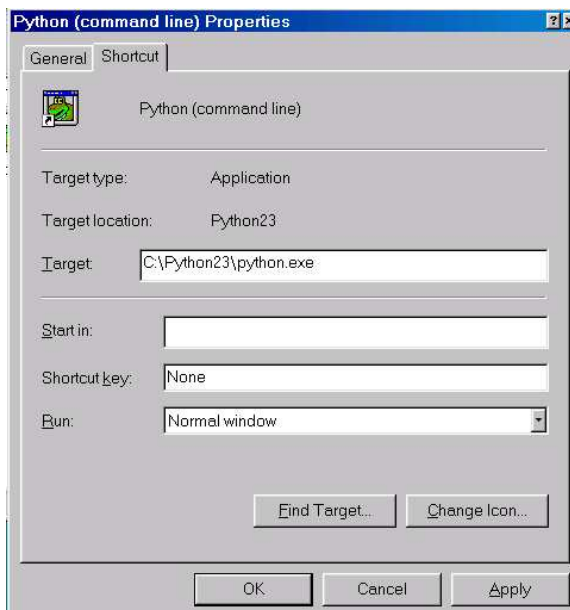 Python (command line) Properties
General Shortcut
Python (command line)
Target type: Application
Target location: Python23
Target: C:\Python23\python.exe
Start in:
Shortcut key: None
Run: Normal window
Find Target... Change Icon...
OK Cancel Apply